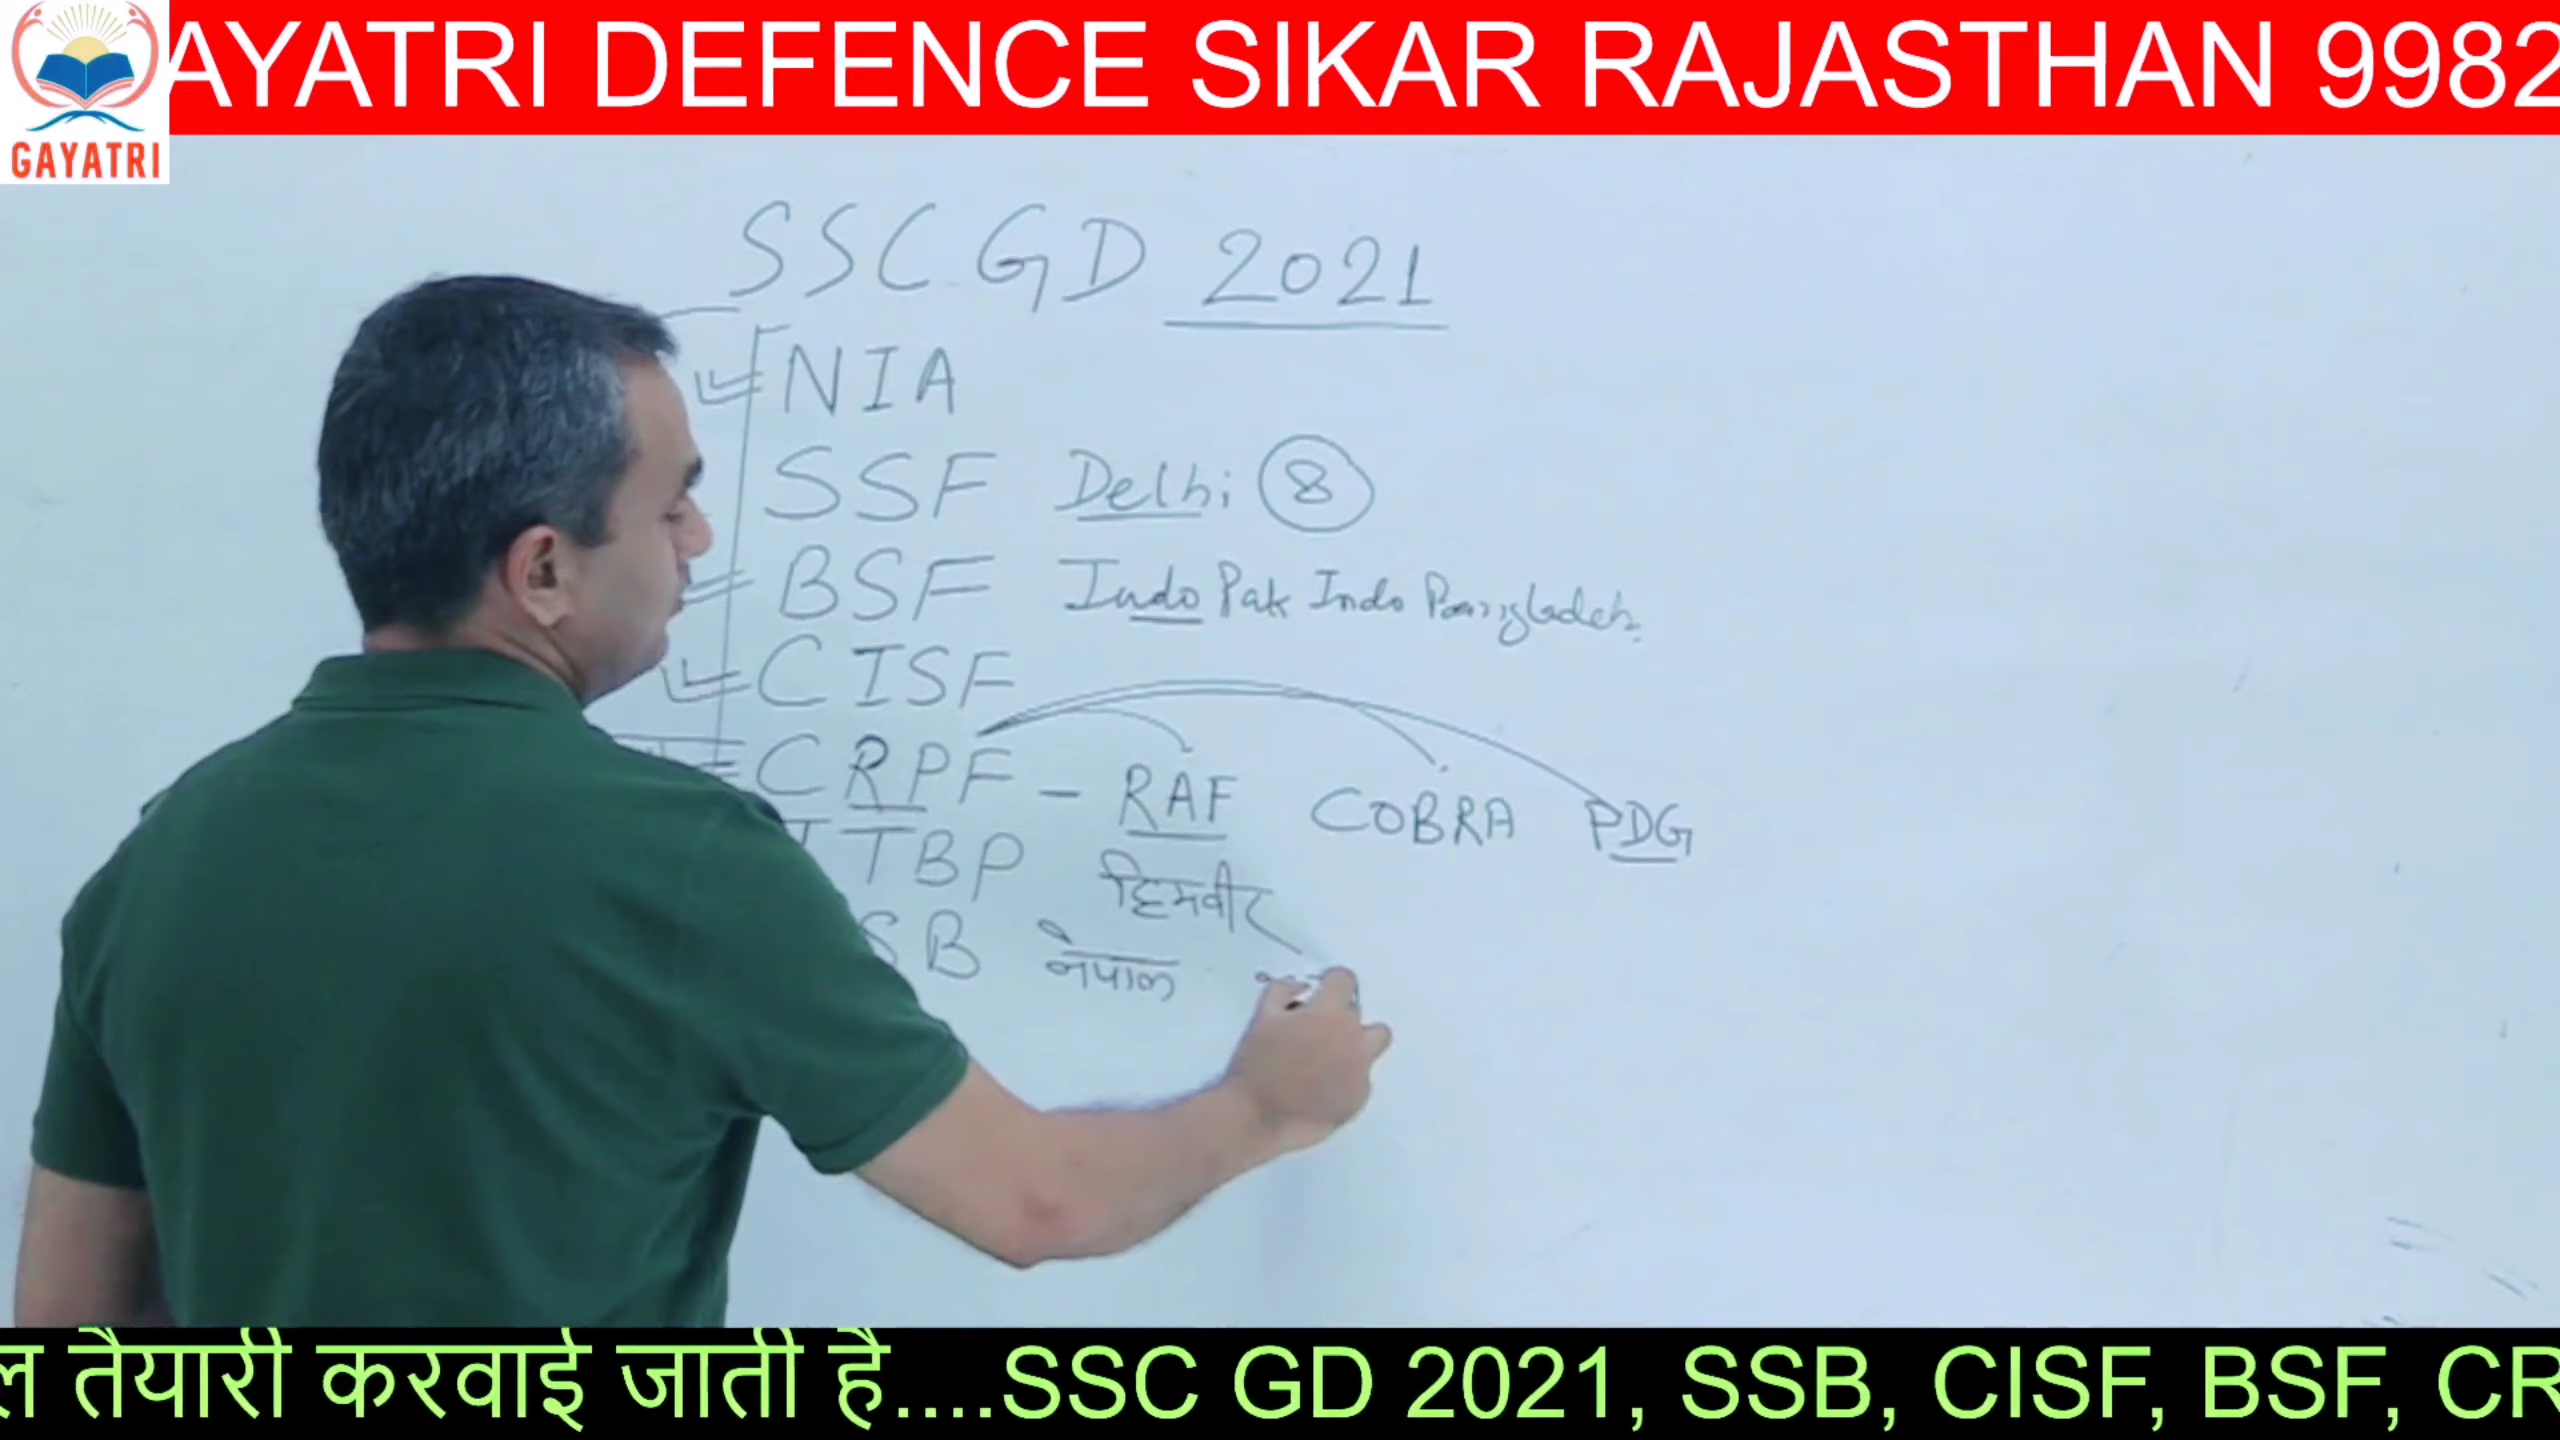 AYATRI DEFENCE SIKAR RAJASTHAN 9982
GAYATRI
SSC GD 2021
NIA
SSF Delhi 8
BSF Indo Pak Indo Bangladesh
CISF
CRPF - RAF COBRA PDG
ITBP हिमवीर
SB नेपाल
ल तैयारी करवाई जाती है....SSC GD 2021, SSB, CISF, BSF, CR